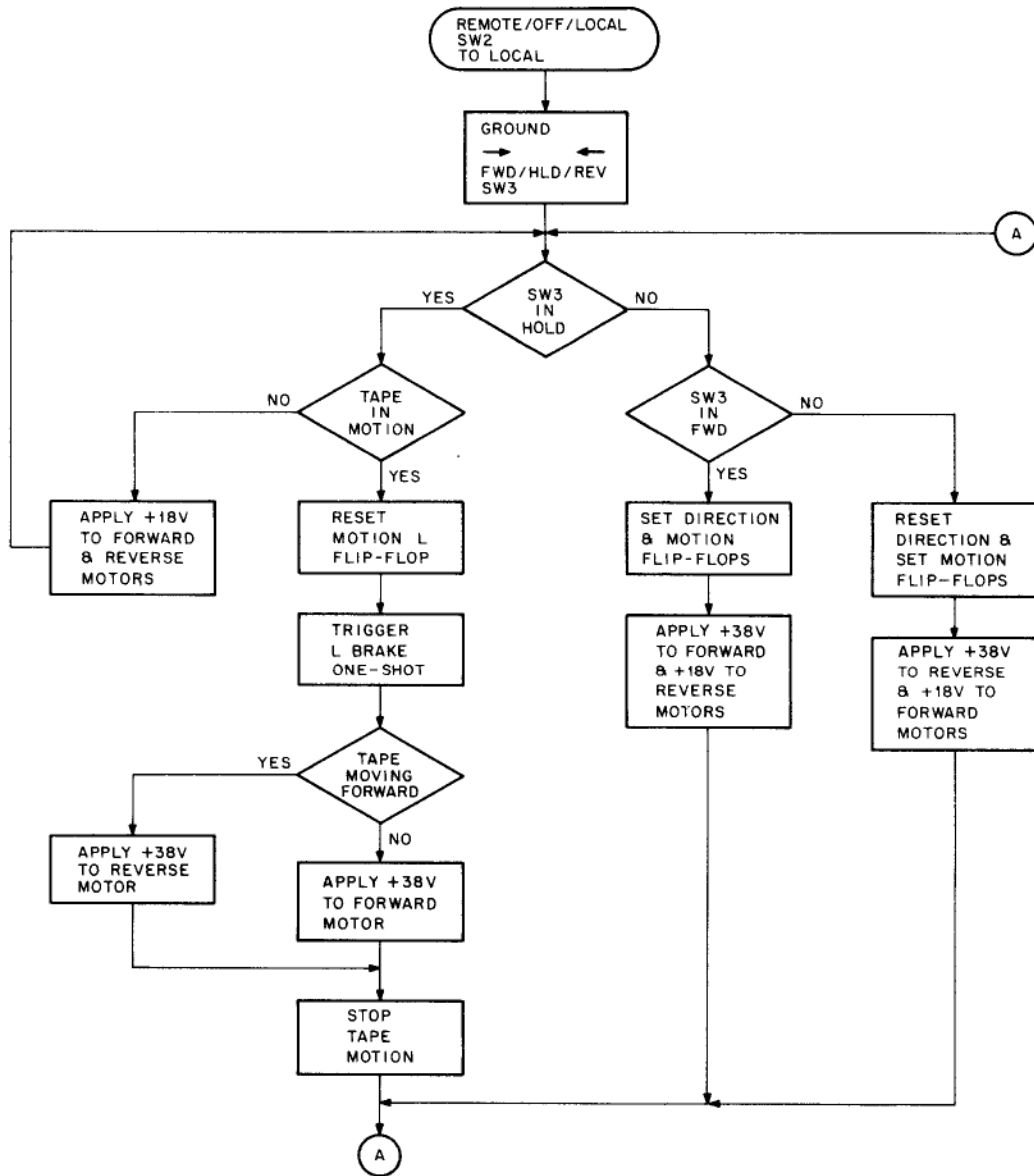 REMOTE/OFF/LOCAL
SW2
TO LOCAL
GROUND
FWD/HLD/REV
SW3
A
YES
SW3
IN
HOLD
NO
NO
TAPE
IN
MOTION
YES
SW3
IN
FWD
NO
YES
APPLY +18V
TO FORWARD
& REVERSE
MOTORS
RESET
MOTION L
FLIP-FLOP
SET DIRECTION
& MOTION
FLIP-FLOPS
RESET
DIRECTION &
SET MOTION
FLIP-FLOPS
TRIGGER
L BRAKE
ONE-SHOT
APPLY +38V
TO FORWARD
& +18V TO
REVERSE
MOTORS
APPLY +38V
TO REVERSE
& +18V TO
FORWARD
MOTORS
YES
TAPE
MOVING
FORWARD
NO
APPLY +38V
TO REVERSE
MOTOR
APPLY +38V
TO FORWARD
MOTOR
STOP
TAPE
MOTION
A